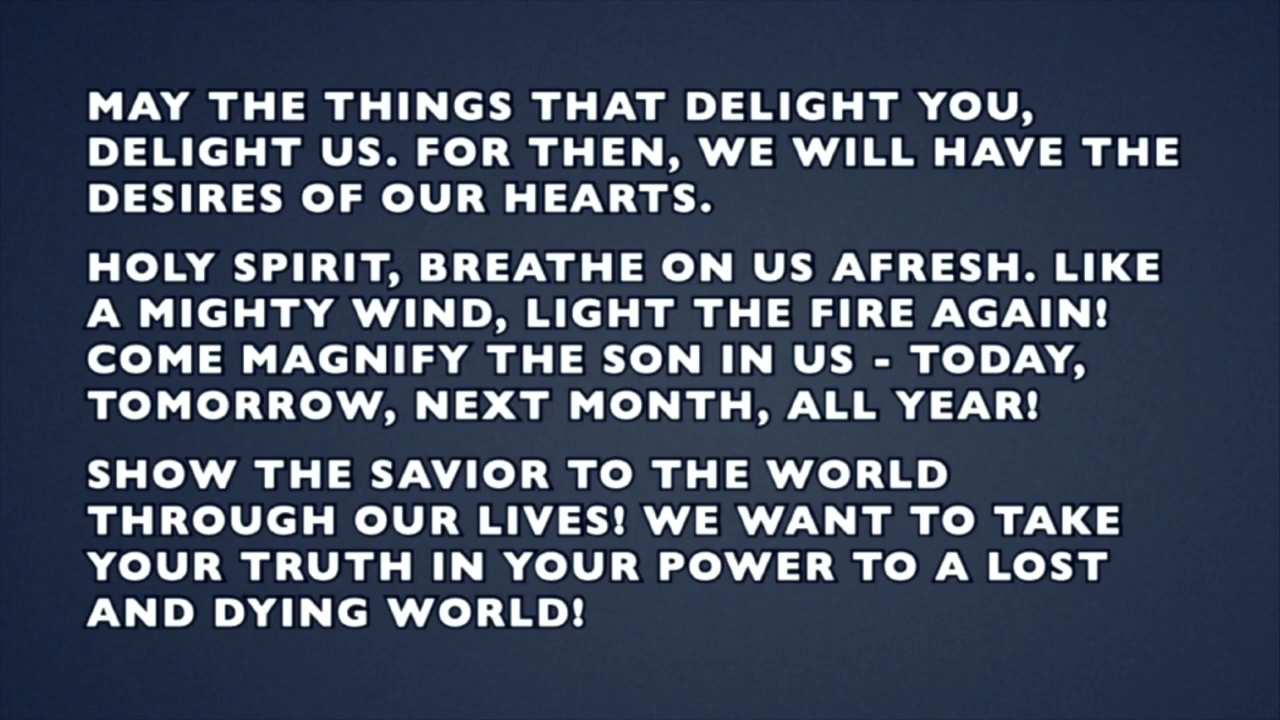 MAY THE THINGS THAT DELIGHT YOU,
DELIGHT US. FOR THEN, WE WILL HAVE THE
DESIRES OF OUR HEARTS.
HOLY SPIRIT, BREATHE ON US AFRESH. LIKE
A MIGHTY WIND, LIGHT THE FIRE AGAIN!
COME MAGNIFY THE SON IN US - TODAY,
TOMORROW, NEXT MONTH, ALL YEAR!
SHOW THE SAVIOR TO THE WORLD
THROUGH OUR LIVES! WE WANT TO TAKE
YOUR TRUTH IN YOUR POWER TO A LOST
AND DYING WORLD!